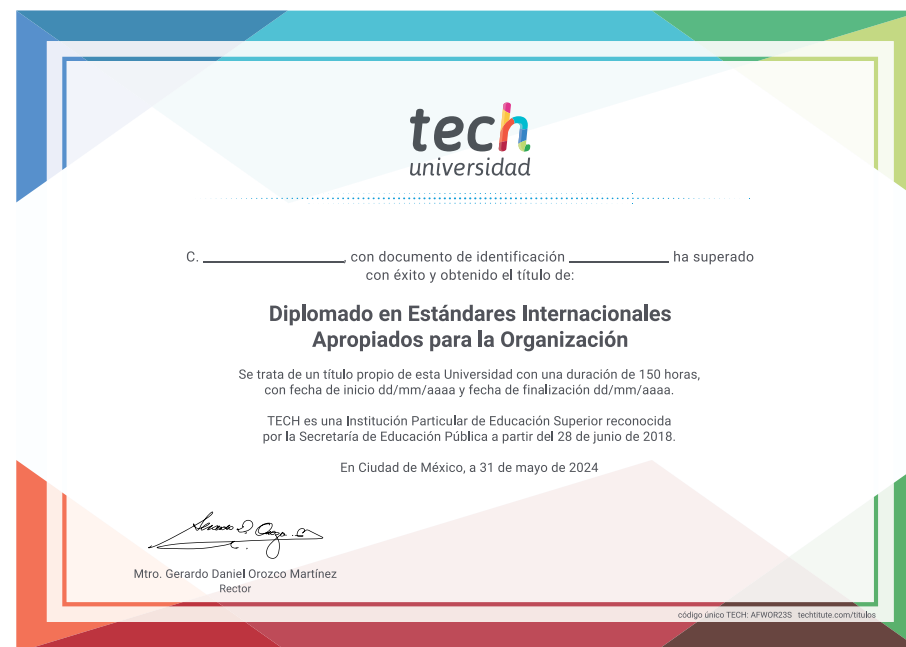 tech
universidad
C. ____________, con documento de identificación ____________ ha superado
con éxito y obtenido el título de:
Diplomado en Estándares Internacionales
Apropiados para la Organización
Se trata de un título propio de esta Universidad con una duración de 150 horas,
con fecha de inicio dd/mm/aaaa y fecha de finalización dd/mm/aaaa.
TECH es una Institución Particular de Educación Superior reconocida
por la Secretaría de Educación Pública a partir del 28 de junio de 2018.
En Ciudad de México, a 31 de mayo de 2024
Mtro. Gerardo Daniel Orozco Martínez
Rector
código único TECH: AFWOR23S techtitute.com/titulos